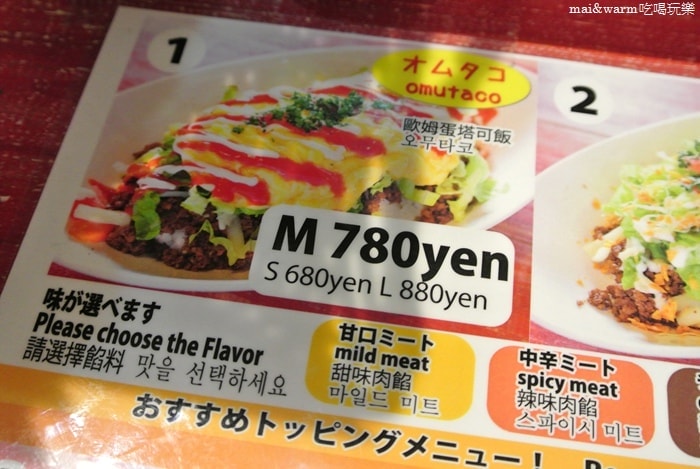 mai&warm吃喝玩樂
1
オムタコ
omutaco
歐姆蛋塔可飯
오무타코
2
M 780yen
S 680yen L 880yen
味が選べます
Please choose the Flavor
請選擇餡料 맛을 선택하세요
甘口ミート
mild meat
甜味肉餡
마일드 미트
中辛ミート
spicy meat
辣味肉餡
스파이시 미트
おすすめトッピングメニュー!